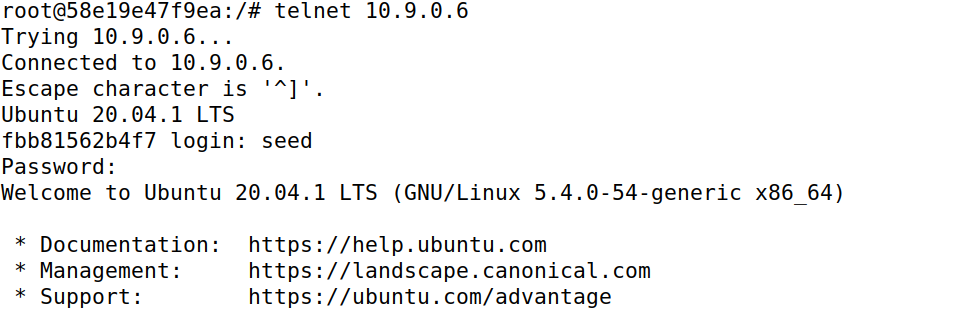 root@58e19e47f9ea:/# telnet 10.9.0.6
Trying 10.9.0.6...
Connected to 10.9.0.6.
Escape character is '^]'.
Ubuntu 20.04.1 LTS
fbb81562b4f7 login: seed
Password:
Welcome to Ubuntu 20.04.1 LTS (GNU/Linux 5.4.0-54-generic x86_64)

 * Documentation:  https://help.ubuntu.com
 * Management:     https://landscape.canonical.com
 * Support:        https://ubuntu.com/advantage